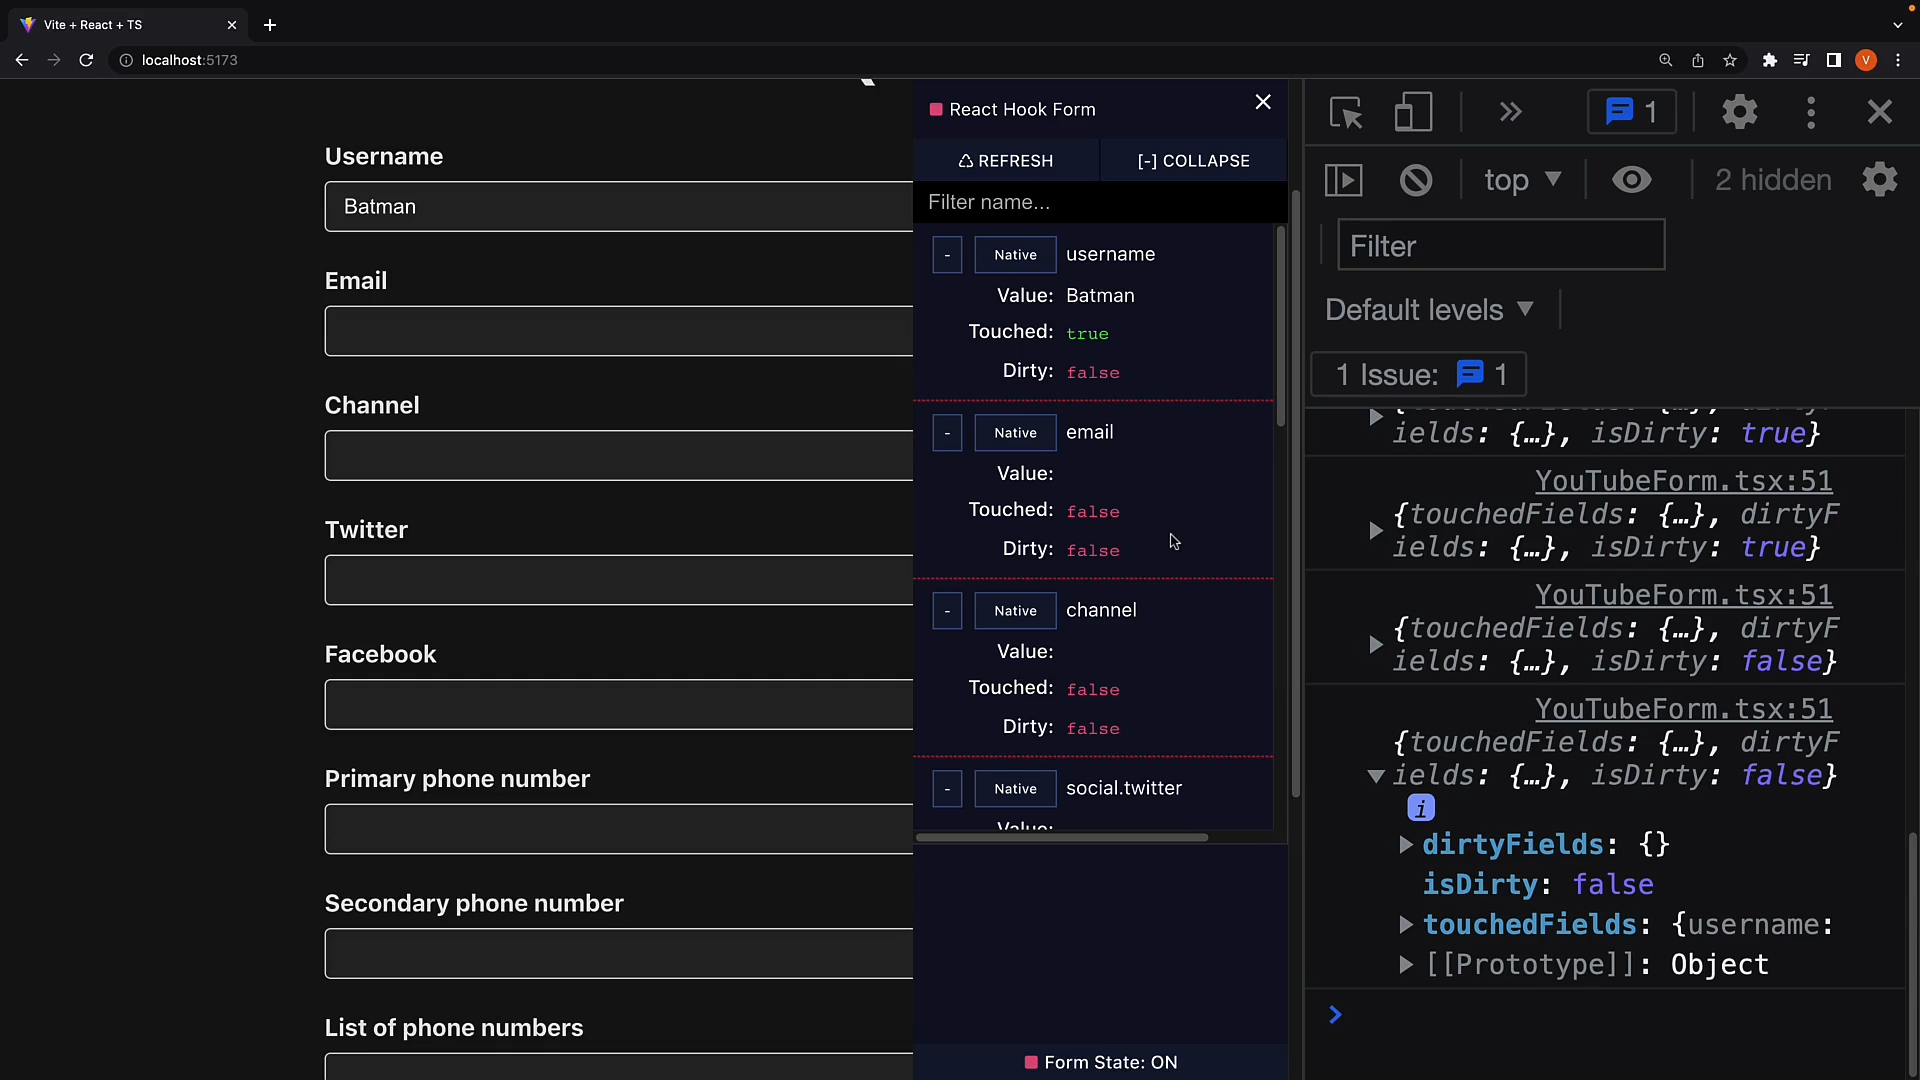 Vite + React + TS
localhost:5173
V
Username
Batman
Email
Channel
Twitter
Facebook
Primary phone number
Secondary phone number
List of phone numbers
React Hook Form
REFRESH
[-] COLLAPSE
Filter name...
- Native username
Value: Batman
Touched: true
Dirty: false
- Native email
Value:
Touched: false
Dirty: false
- Native channel
Value:
Touched: false
Dirty: false
- Native social.twitter
Value:
Form State: ON
1
top
2 hidden
Filter
Default levels
1 Issue: 1
{touchedFields: {…}, dirtyF
ields: {…}, isDirty: true}
YouTubeForm.tsx:51
{touchedFields: {…}, dirtyF
ields: {…}, isDirty: true}
YouTubeForm.tsx:51
{touchedFields: {…}, dirtyF
ields: {…}, isDirty: false}
YouTubeForm.tsx:51
{touchedFields: {…}, dirtyF
ields: {…}, isDirty: false}
i
dirtyFields: {}
isDirty: false
touchedFields: {username:
[[Prototype]]: Object